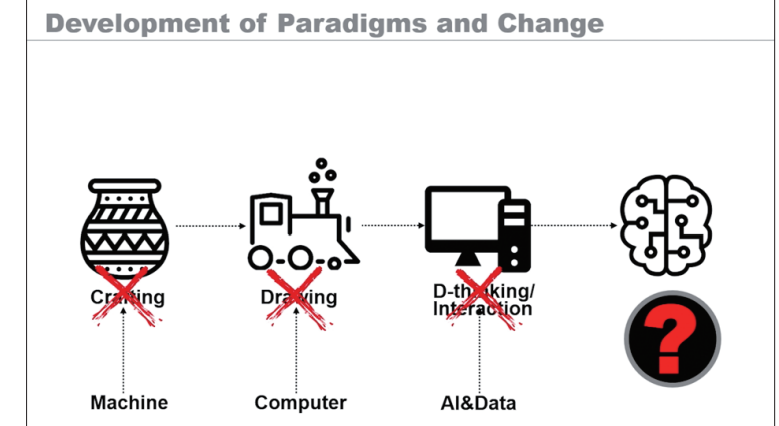 Development of Paradigms and Change
Crafting
Drawing
D-thinking/
Interaction
?
Machine
Computer
AI&Data